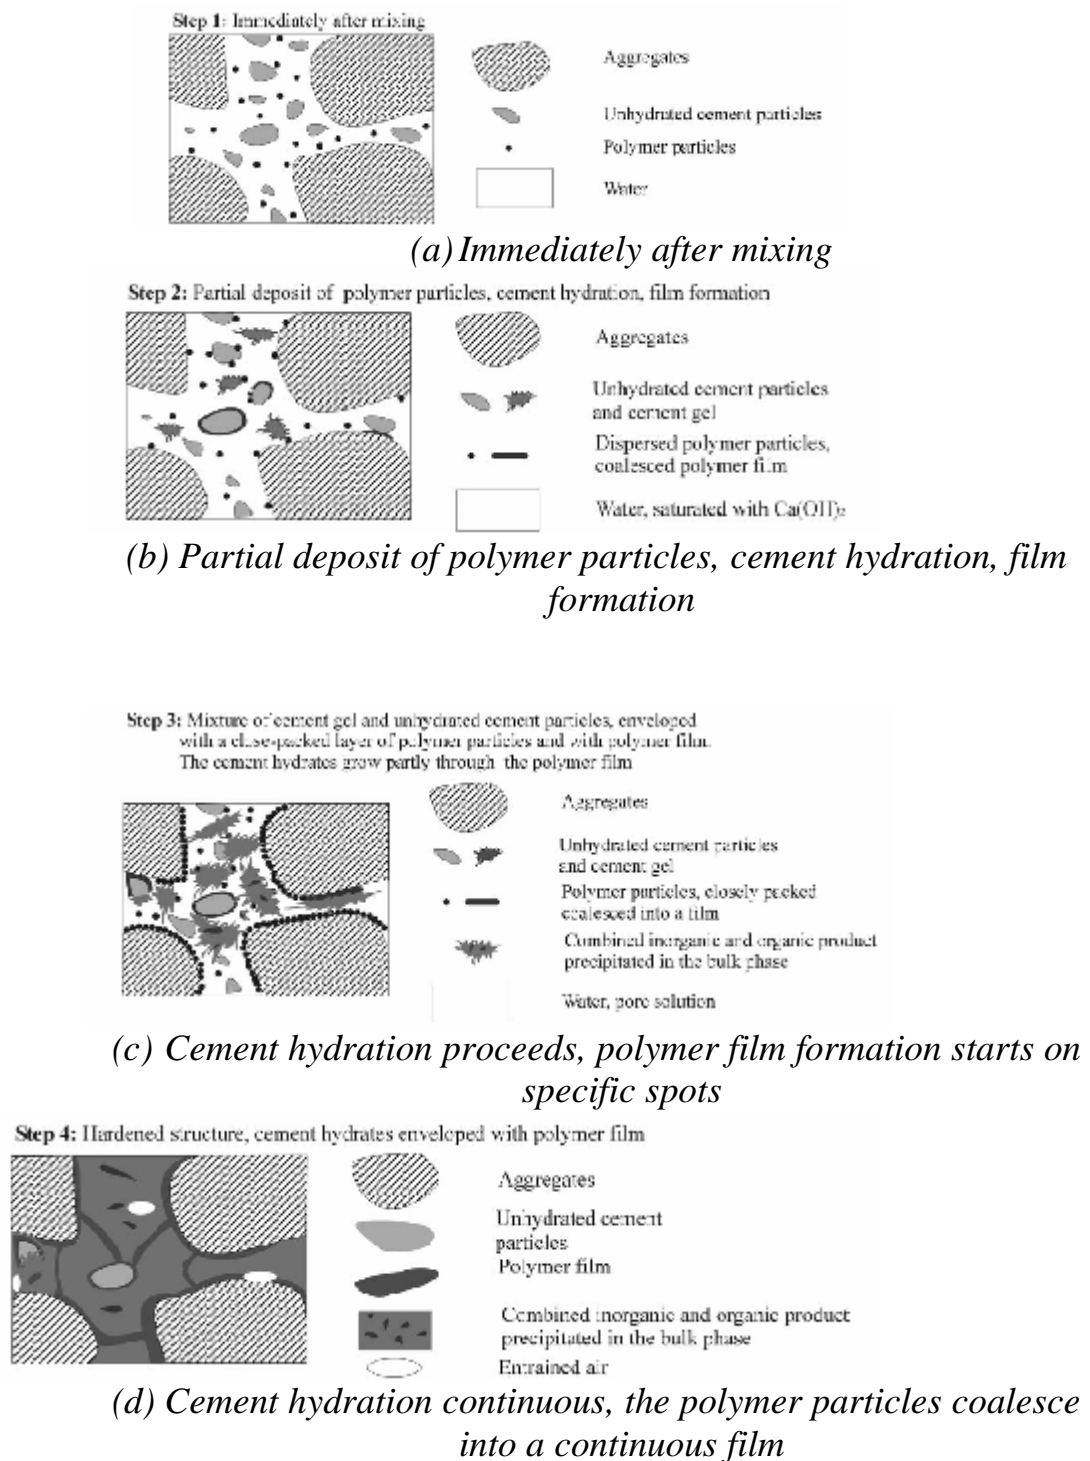 Step 1: Immediately after mixing
Aggregates
Unhydrated cement particles
Polymer particles
Water
(a) Immediately after mixing
Step 2: Partial deposit of polymer particles, cement hydration, film formation
Aggregates
Unhydrated cement particles
and cement gel
Dispersed polymer particles,
coalesced polymer film
Water, saturated with Ca(OH)₂
(b) Partial deposit of polymer particles, cement hydration, film
formation
Step 3: Mixture of cement gel and unhydrated cement particles, enveloped
with a close-packed layer of polymer particles and with polymer film.
The cement hydrates grow partly through the polymer film
Aggregates
Unhydrated cement particles
and cement gel
Polymer particles, closely packed
coalesced into a film
Combined inorganic and organic product
precipitated in the bulk phase
Water, pore solution
(c) Cement hydration proceeds, polymer film formation starts on
specific spots
Step 4: Hardened structure, cement hydrates enveloped with polymer film
Aggregates
Unhydrated cement
particles
Polymer film
Combined inorganic and organic product
precipitated in the bulk phase
Entrained air
(d) Cement hydration continuous, the polymer particles coalesce
into a continuous film